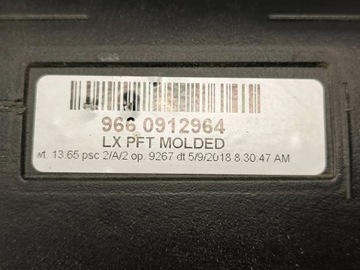 966 0912964
LX PFT MOLDED
wt. 13.65 psc 2/A/2 op. 9267 dt 5/9/2018 8.30.47 AM